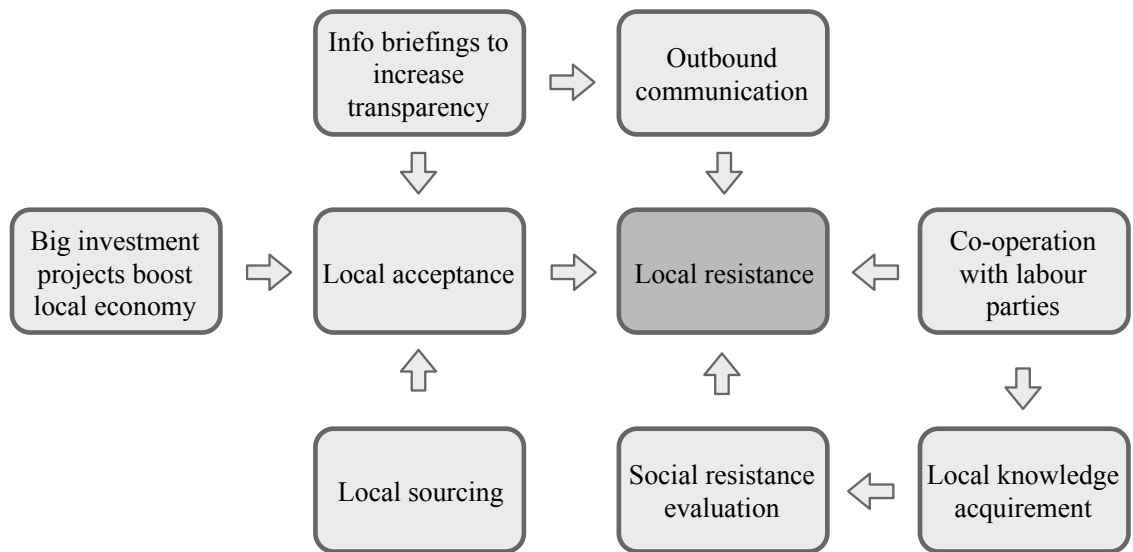 Info briefings to
increase
transparency
Outbound
communication
Big investment
projects boost
local economy
Local acceptance
Local resistance
Co-operation
with labour
parties
Local sourcing
Social resistance
evaluation
Local knowledge
acquirement